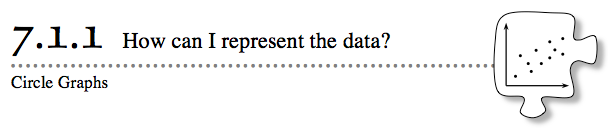 7.1.1 How can I represent the data?
Circle Graphs